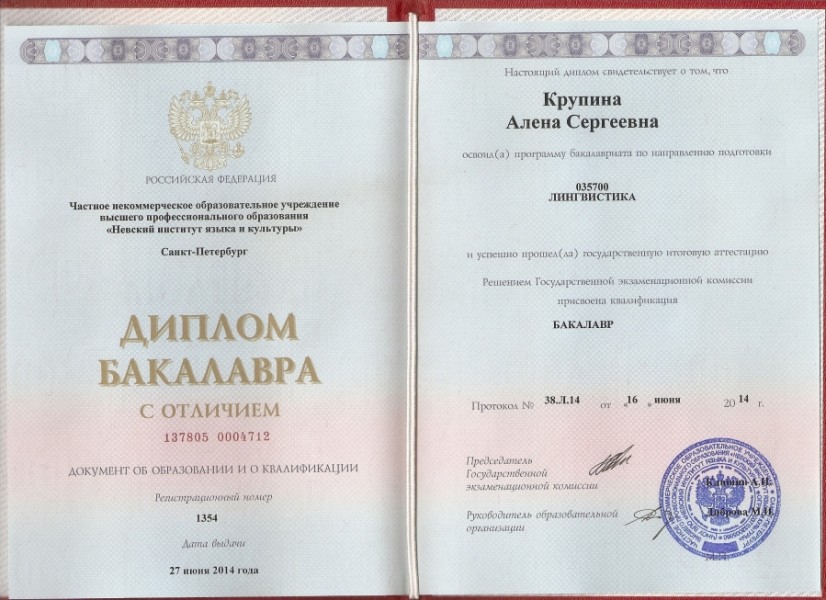 РОССИЙСКАЯ ФЕДЕРАЦИЯ
Частное некоммерческое образовательное учреждение
высшего профессионального образования
«Невский институт языка и культуры»
Санкт-Петербург
ДИПЛОМ
БАКАЛАВРА
С ОТЛИЧИЕМ
137805 0004712
ДОКУМЕНТ ОБ ОБРАЗОВАНИИ И О КВАЛИФИКАЦИИ
Регистрационный номер
1354
Дата выдачи
27 июня 2014 года
Настоящий диплом свидетельствует о том, что
Крупина
Алена Сергеевна
освоил(а) программу бакалавриата по направлению подготовки
035700
ЛИНГВИСТИКА
и успешно прошел(ла) государственную итоговую аттестацию
Решением Государственной экзаменационной комиссии
присвоена квалификация
БАКАЛАВР
Протокол № 38.Л.14 от «16» июня 2014 г.
Председатель
Государственной
экзаменационной комиссии
Руководитель образовательной
организации
Доброва М.И.
М.П.